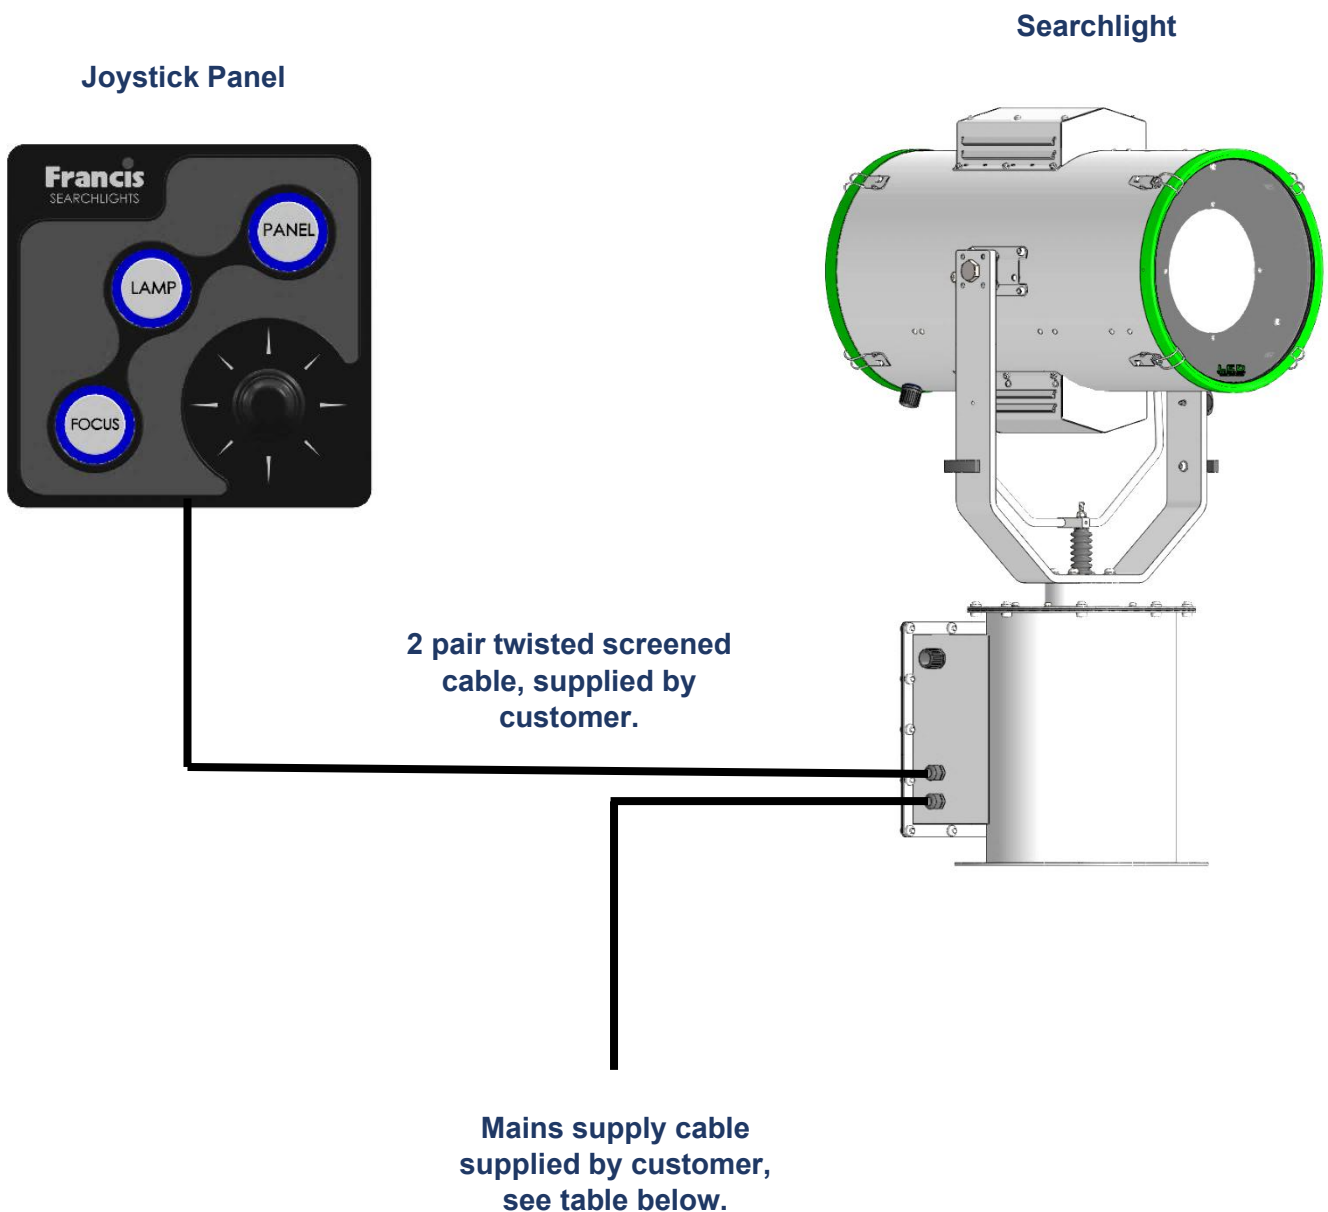 Searchlight
Joystick Panel
Francis
SEARCHLIGHTS
PANEL
LAMP
FOCUS
2 pair twisted screened
cable, supplied by
customer.
Mains supply cable
supplied by customer,
see table below.